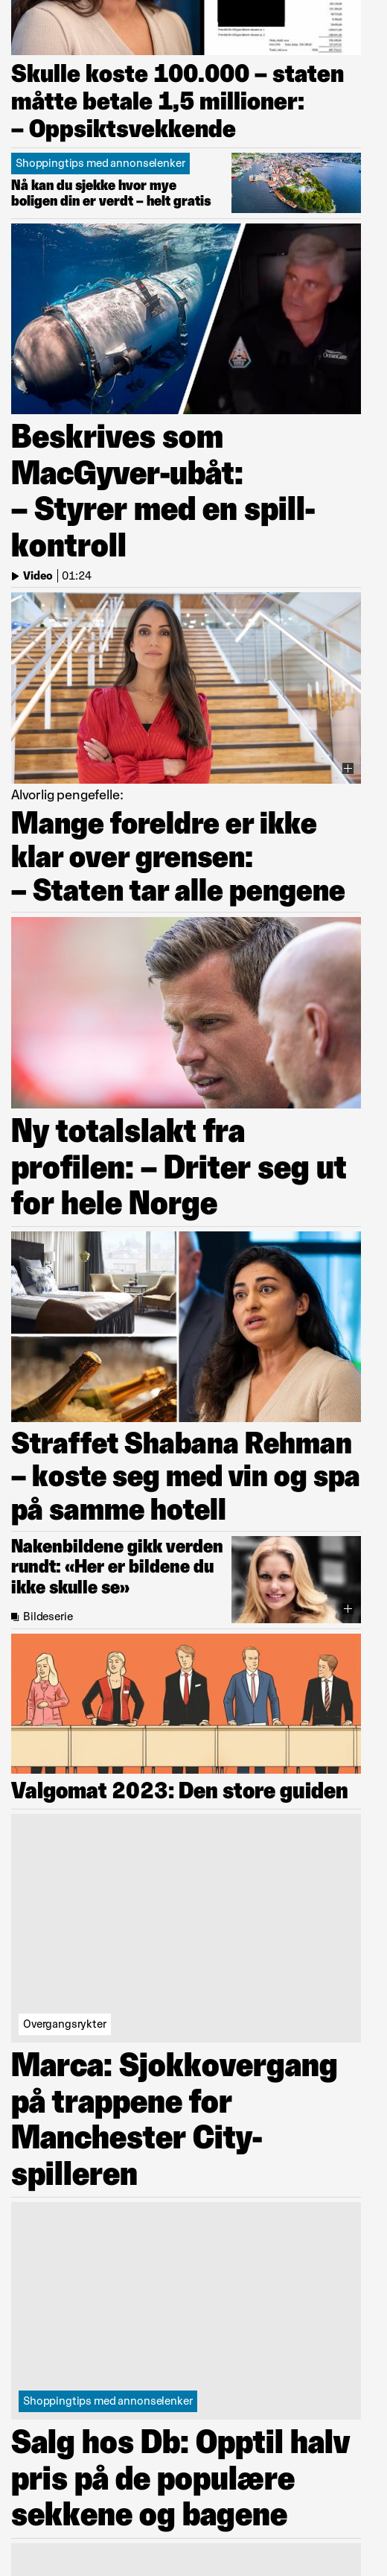 Skulle koste 100.000 – staten
måtte betale 1,5 millioner:
– Oppsiktsvekkende
Shoppingtips med annonselenker
Nå kan du sjekke hvor mye
boligen din er verdt – helt gratis
OceanGate
Beskrives som
MacGyver-ubåt:
– Styrer med en spill-
kontroll
Video | 01:24
Alvorlig pengefelle:
Mange foreldre er ikke
klar over grensen:
– Staten tar alle pengene
Ny totalslakt fra
profilen: – Driter seg ut
for hele Norge
Straffet Shabana Rehman
– koste seg med vin og spa
på samme hotell
Nakenbildene gikk verden
rundt: «Her er bildene du
ikke skulle se»
Bildeserie
Valgomat 2023: Den store guiden
Overgangsrykter
Marca: Sjokkovergang
på trappene for
Manchester City-
spilleren
Shoppingtips med annonselenker
Salg hos Db: Opptil halv
pris på de populære
sekkene og bagene